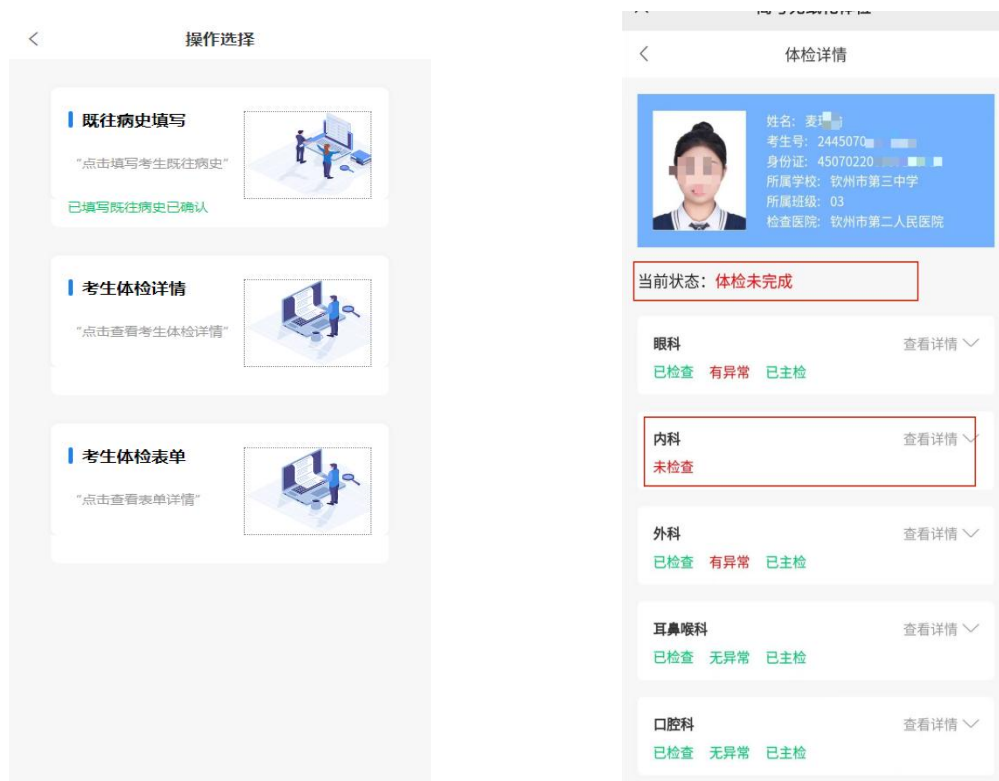 操作选择
既往病史填写
“点击填写考生既往病史”
已填写既往病史已确认
考生体检详情
“点击查看考生体检详情”
考生体检表单
“点击查看表单详情”
体检详情
姓名: 麦
考生号: 2445070
身份证: 45070220
所属学校: 钦州市第三中学
所属班级: 03
检查医院: 钦州市第二人民医院
当前状态: 体检未完成
眼科 查看详情
已检查 有异常 已主检
内科 查看详情
未检查
外科 查看详情
已检查 有异常 已主检
耳鼻喉科 查看详情
已检查 无异常 已主检
口腔科 查看详情
已检查 无异常 已主检